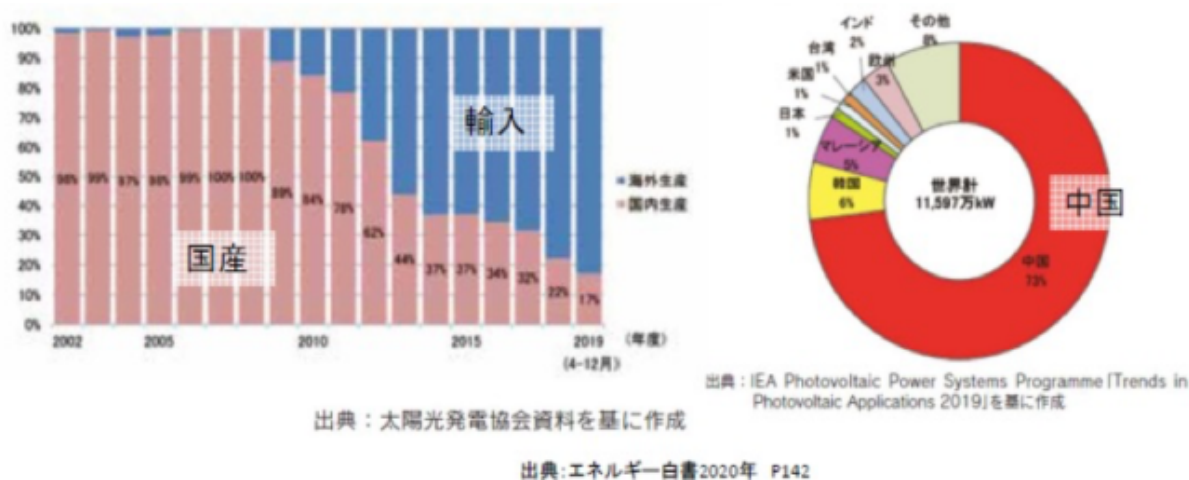 100%
90%
80%
70%
60%
50%
40%
30%
20%
10%
0%
98% 99% 97% 98% 99% 100% 100% 89% 84% 78% 62% 44% 37% 37% 34% 32% 22% 17%
輸入
国産
海外生産
国内生産
2002 2005 2010 2015 2019 (年度)
(4-12月)
出典：太陽光発電協会資料を基に作成
インド
2%
その他
8%
台湾
1%
欧州
3%
米国
1%
日本
1%
マレーシア
5%
韓国
6%
世界計
11,597万kW
中国
中国
73%
出典：IEA Photovoltaic Power Systems Programme「Trends in
Photovoltaic Applications 2019」を基に作成
出典:エネルギー白書2020年 P142